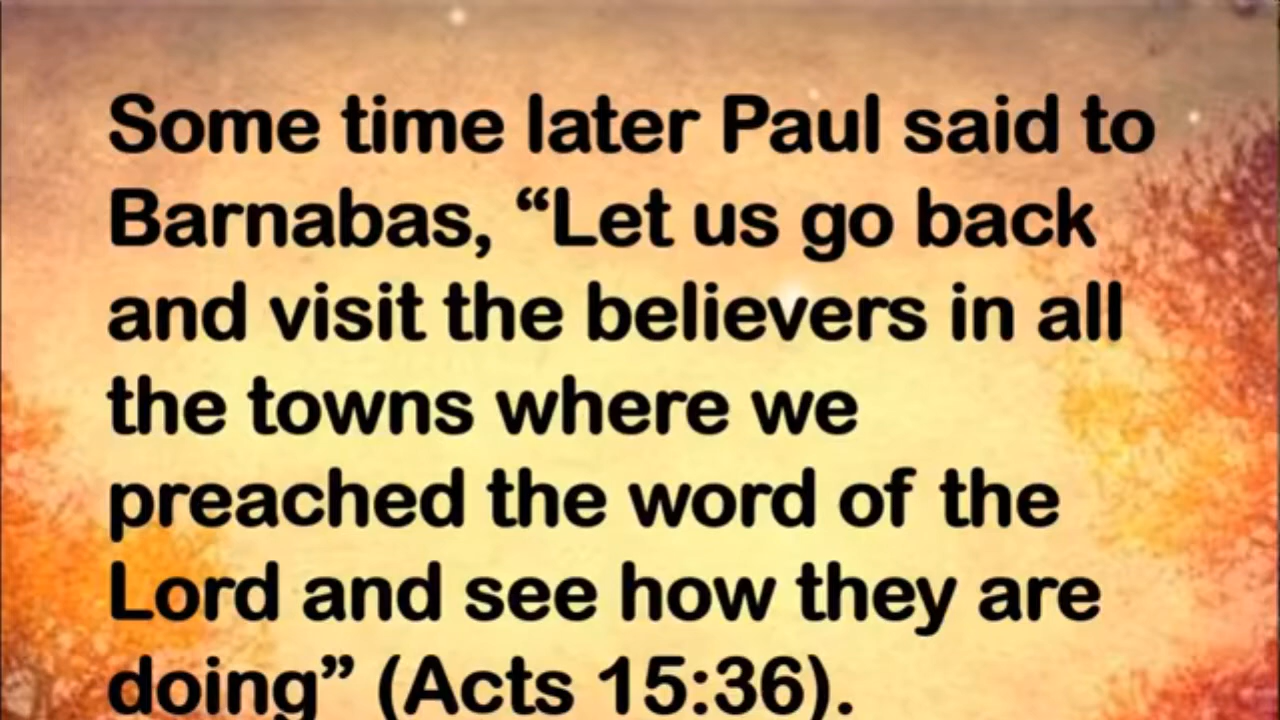 Some time later Paul said to
Barnabas, “Let us go back
and visit the believers in all
the towns where we
preached the word of the
Lord and see how they are
doing” (Acts 15:36).